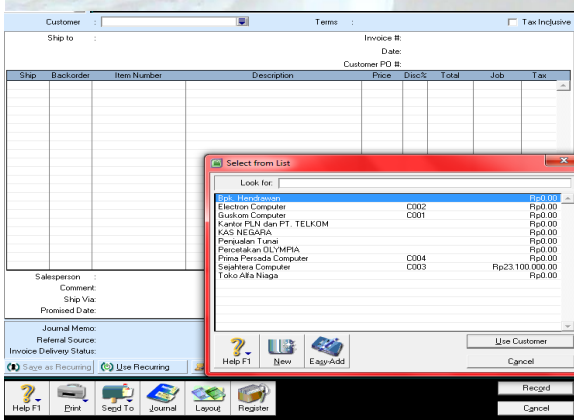 Customer : Terms : Tax Inclusive
Ship to : Invoice #:
Date:
Customer PO #:
Ship Backorder Item Number Description Price Disc% Total Job Tax
Select from List
Look for:
Bpk. Hendrawan Rp0.00
Electron Computer C002 Rp0.00
Guskom Computer C001 Rp0.00
Kantor PLN dan PT. TELKOM Rp0.00
KAS NEGARA Rp0.00
Penjualan Tunai Rp0.00
Percetakan OLYMPIA Rp0.00
Prima Persada Computer C004 Rp0.00
Sejahtera Computer C003 Rp23.100.000.00
Toko Alfa Niaga Rp0.00
Help F1 New Easy-Add Use Customer
Cancel
Salesperson :
Comment:
Ship Via:
Promised Date:
Journal Memo:
Referral Source:
Invoice Delivery Status:
Save as Recurring Use Recurring
Help F1 Print Send To Journal Layout Register Record
Cancel